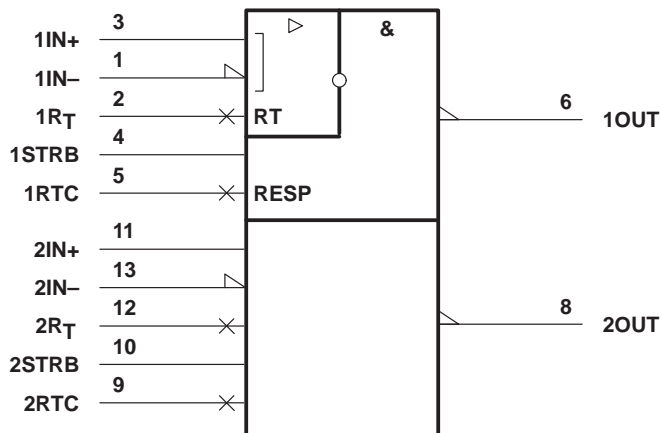 3
1IN+
&
1
1IN–
2
1RT
RT
6
1OUT
4
1STRB
5
1RTC
RESP
11
2IN+
13
2IN–
12
2RT
8
2OUT
10
2STRB
9
2RTC